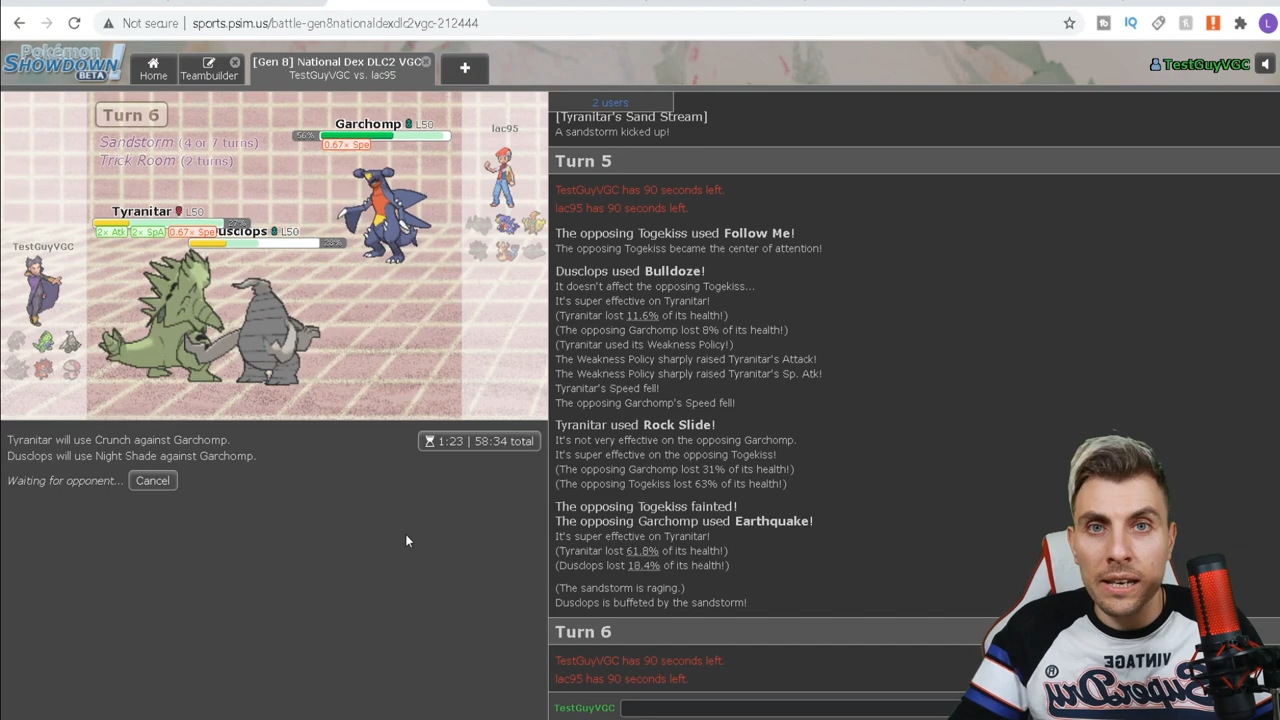 Not secure | sports.psim.us/battle-gen8nationaldexdlc2vgc-212444
IQ
L
Pokémon
SHOWDOWN
BETA
Home
Teambuilder
[Gen 8] National Dex DLC2 VGC
TestGuyVGC vs. lac95
TestGuyVGC
Turn 6
Sandstorm (4 or 7 turns)
Trick Room (2 turns)
Garchomp L50
56%
0.67× Spe
lac95
Tyranitar L50
27%
2× Atk 2× SpA 0.67× Spe usclops L50
TestGuyVGC
Tyranitar will use Crunch against Garchomp.
Dusclops will use Night Shade against Garchomp.
Waiting for opponent... Cancel
1:23 | 58:34 total
2 users
[Tyranitar's Sand Stream]
A sandstorm kicked up!
Turn 5
TestGuyVGC has 90 seconds left.
lac95 has 90 seconds left.
The opposing Togekiss used Follow Me!
The opposing Togekiss became the center of attention!
Dusclops used Bulldoze!
It doesn't affect the opposing Togekiss...
It's super effective on Tyranitar!
(Tyranitar lost 11.6% of its health!)
(The opposing Garchomp lost 8% of its health!)
(Tyranitar used its Weakness Policy!)
The Weakness Policy sharply raised Tyranitar's Attack!
The Weakness Policy sharply raised Tyranitar's Sp. Atk!
Tyranitar's Speed fell!
The opposing Garchomp's Speed fell!
Tyranitar used Rock Slide!
It's not very effective on the opposing Garchomp.
It's super effective on the opposing Togekiss!
(The opposing Garchomp lost 31% of its health!)
(The opposing Togekiss lost 63% of its health!)
The opposing Togekiss fainted!
The opposing Garchomp used Earthquake!
It's super effective on Tyranitar!
(Tyranitar lost 61.8% of its health!)
(Dusclops lost 18.4% of its health!)
(The sandstorm is raging.)
Dusclops is buffeted by the sandstorm!
Turn 6
TestGuyVGC has 90 seconds left.
lac95 has 90 seconds left.
TestGuyVGC
VINTAGE
SuperDry